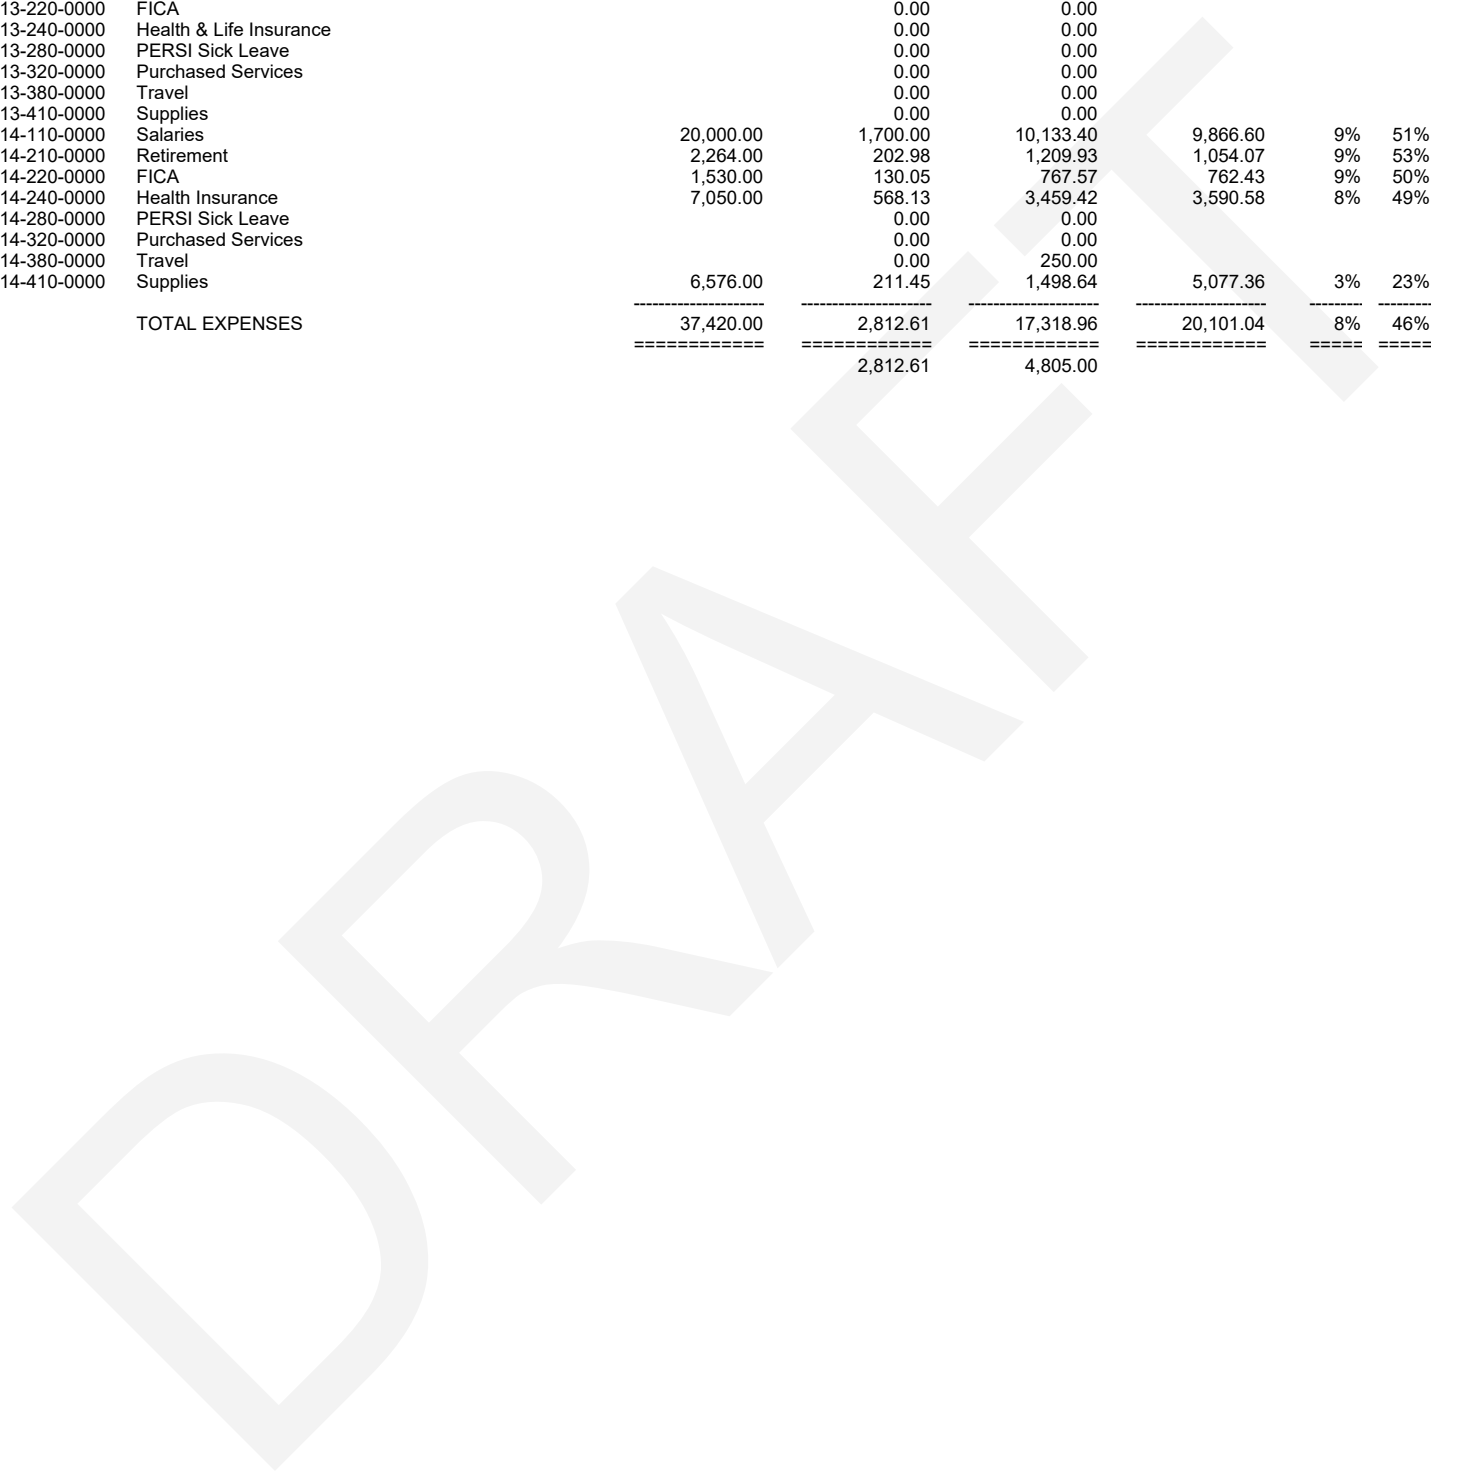 13-220-0000 FICA 0.00 0.00
13-240-0000 Health & Life Insurance 0.00 0.00
13-280-0000 PERSI Sick Leave 0.00 0.00
13-320-0000 Purchased Services 0.00 0.00
13-380-0000 Travel 0.00 0.00
13-410-0000 Supplies 0.00 0.00
14-110-0000 Salaries 20,000.00 1,700.00 10,133.40 9,866.60 9% 51%
14-210-0000 Retirement 2,264.00 202.98 1,209.93 1,054.07 9% 53%
14-220-0000 FICA 1,530.00 130.05 767.57 762.43 9% 50%
14-240-0000 Health Insurance 7,050.00 568.13 3,459.42 3,590.58 8% 49%
14-280-0000 PERSI Sick Leave 0.00 0.00
14-320-0000 Purchased Services 0.00 0.00
14-380-0000 Travel 0.00 250.00
14-410-0000 Supplies 6,576.00 211.45 1,498.64 5,077.36 3% 23%
--------------------- --------------------- --------------------- --------------------- -------- --------
TOTAL EXPENSES 37,420.00 2,812.61 17,318.96 20,101.04 8% 46%
============ ============ ============ ============ ===== =====
2,812.61 4,805.00
DRAFT